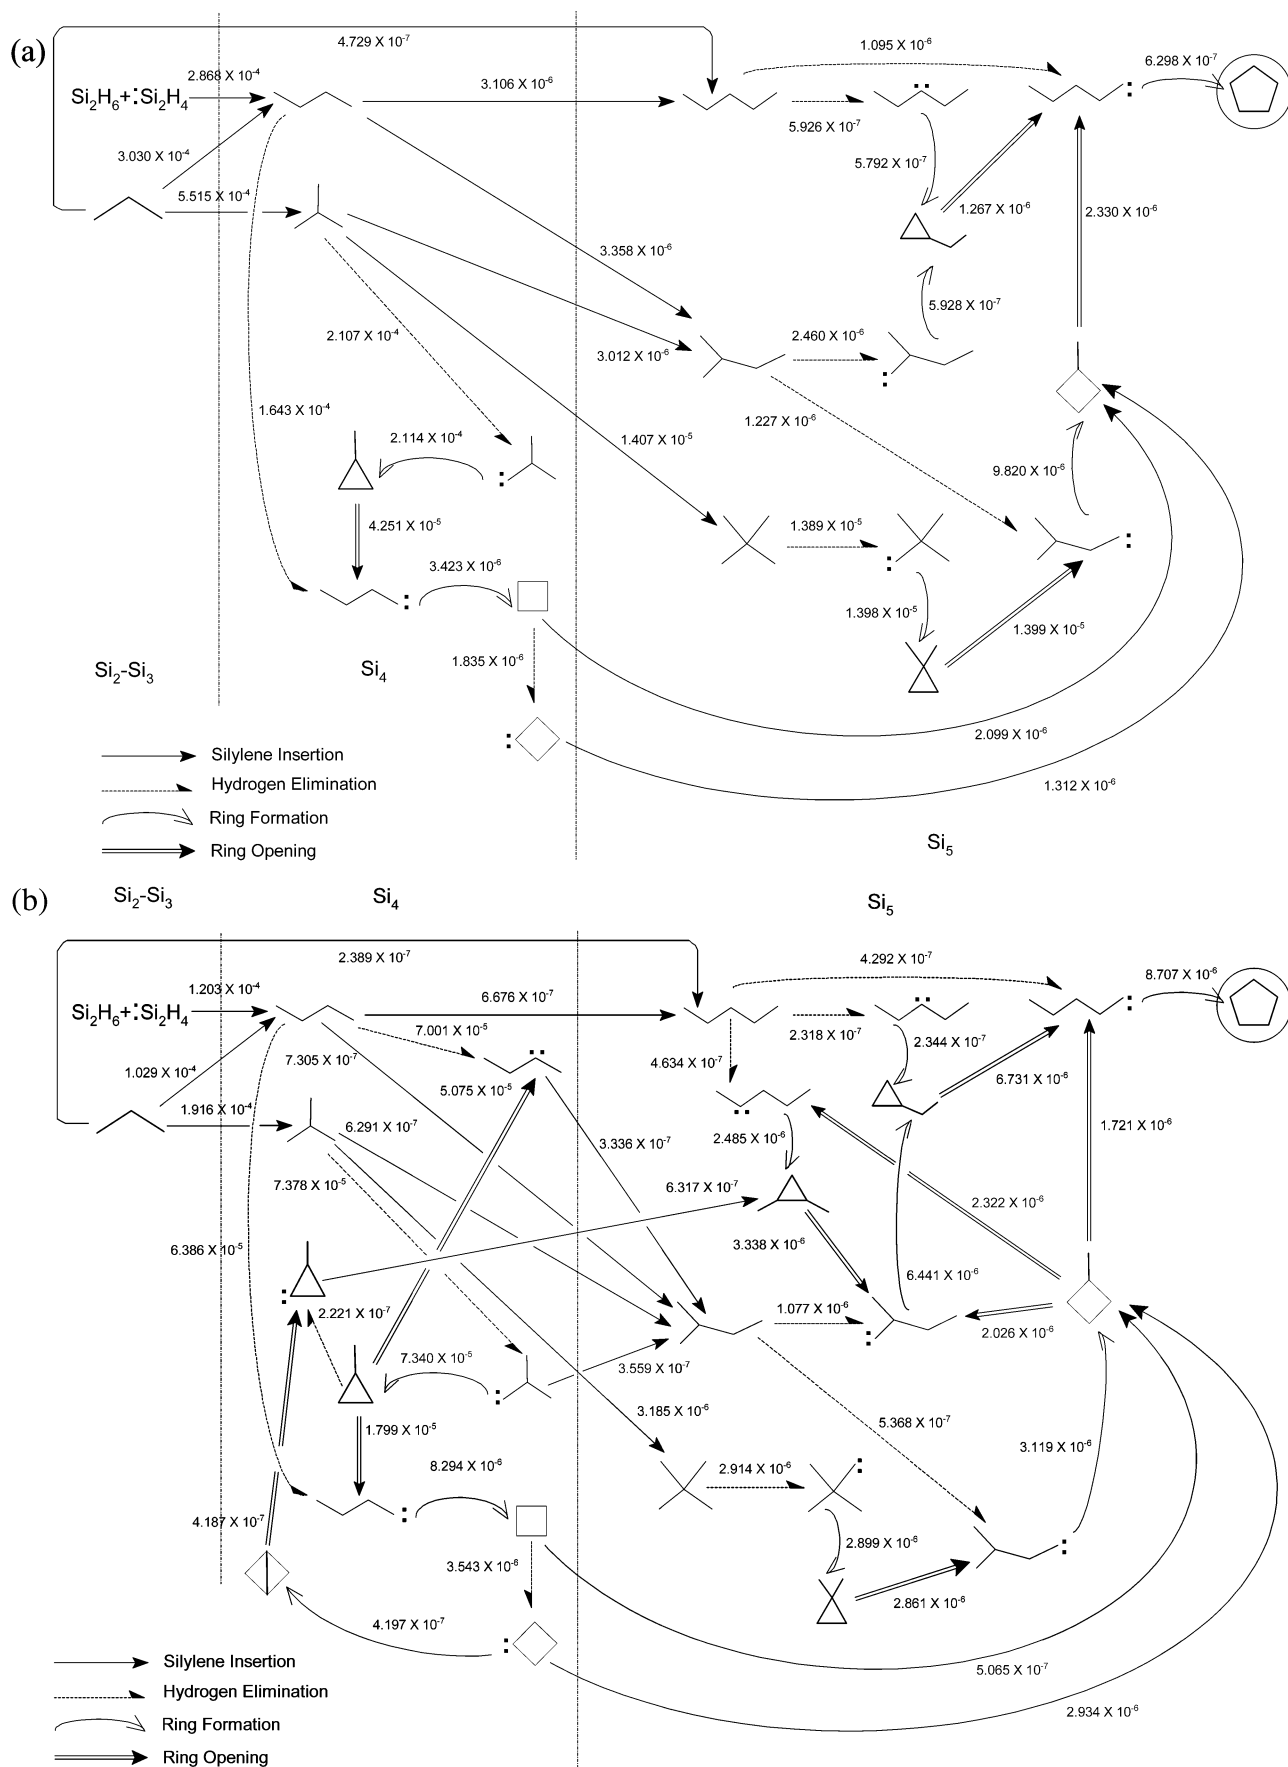 (a)
4.729 X 10-7
1.095 X 10-6
6.298 X 10-7
2.868 X 10-4
3.106 X 10-6
Si2H6+:Si2H4
5.926 X 10-7
3.030 X 10-4
5.792 X 10-7
5.515 X 10-4
1.267 X 10-6
2.330 X 10-6
3.358 X 10-6
5.928 X 10-7
2.107 X 10-4
2.460 X 10-6
3.012 X 10-6
1.643 X 10-4
1.227 X 10-6
2.114 X 10-4
1.407 X 10-5
9.820 X 10-6
4.251 X 10-5
1.389 X 10-5
3.423 X 10-6
1.398 X 10-5
1.399 X 10-5
1.835 X 10-6
Si2-Si3
Si4
2.099 X 10-6
Silylene Insertion
Hydrogen Elimination
1.312 X 10-6
Ring Formation
Ring Opening
Si5
(b)
Si2-Si3
Si4
Si5
2.389 X 10-7
4.292 X 10-7
8.707 X 10-6
1.203 X 10-4
6.676 X 10-7
Si2H6+:Si2H4
7.001 X 10-5
2.318 X 10-7
2.344 X 10-7
7.305 X 10-7
4.634 X 10-7
1.029 X 10-4
5.075 X 10-5
6.731 X 10-6
1.916 X 10-4
6.291 X 10-7
3.336 X 10-7
2.485 X 10-6
1.721 X 10-6
7.378 X 10-5
6.317 X 10-7
2.322 X 10-6
6.386 X 10-5
3.338 X 10-6
6.441 X 10-6
2.221 X 10-7
1.077 X 10-6
2.026 X 10-6
7.340 X 10-5
3.559 X 10-7
3.185 X 10-6
5.368 X 10-7
1.799 X 10-5
3.119 X 10-6
8.294 X 10-6
2.914 X 10-6
4.187 X 10-7
2.899 X 10-6
3.543 X 10-6
2.861 X 10-6
4.197 X 10-7
Silylene Insertion
5.065 X 10-7
Hydrogen Elimination
2.934 X 10-6
Ring Formation
Ring Opening